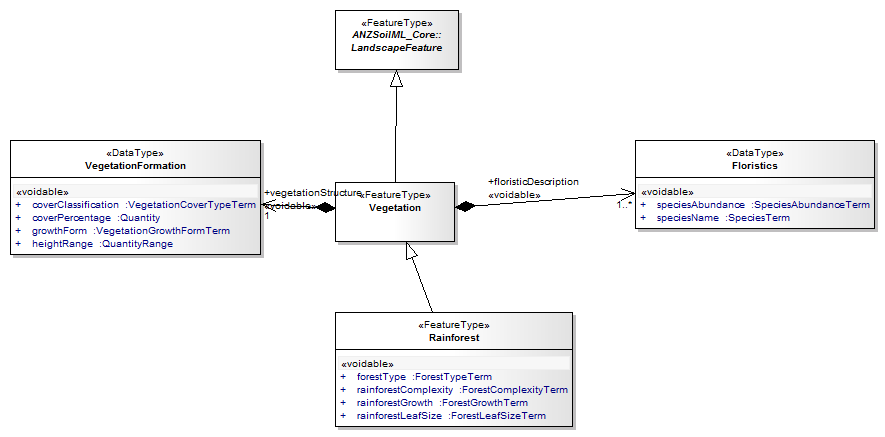 «FeatureType»
ANZSoilML_Core::
LandscapeFeature
«DataType»
VegetationFormation
«voidable»
+ coverClassification :VegetationCoverTypeTerm
+ coverPercentage :Quantity
+ growthForm :VegetationGrowthFormTerm
+ heightRange :QuantityRange
+vegetationStructure
«voidable»
1
«FeatureType»
Vegetation
+floristicDescription
«voidable»
1..*
«DataType»
Floristics
«voidable»
+ speciesAbundance :SpeciesAbundanceTerm
+ speciesName :SpeciesTerm
«FeatureType»
Rainforest
«voidable»
+ forestType :ForestTypeTerm
+ rainforestComplexity :ForestComplexityTerm
+ rainforestGrowth :ForestGrowthTerm
+ rainforestLeafSize :ForestLeafSizeTerm